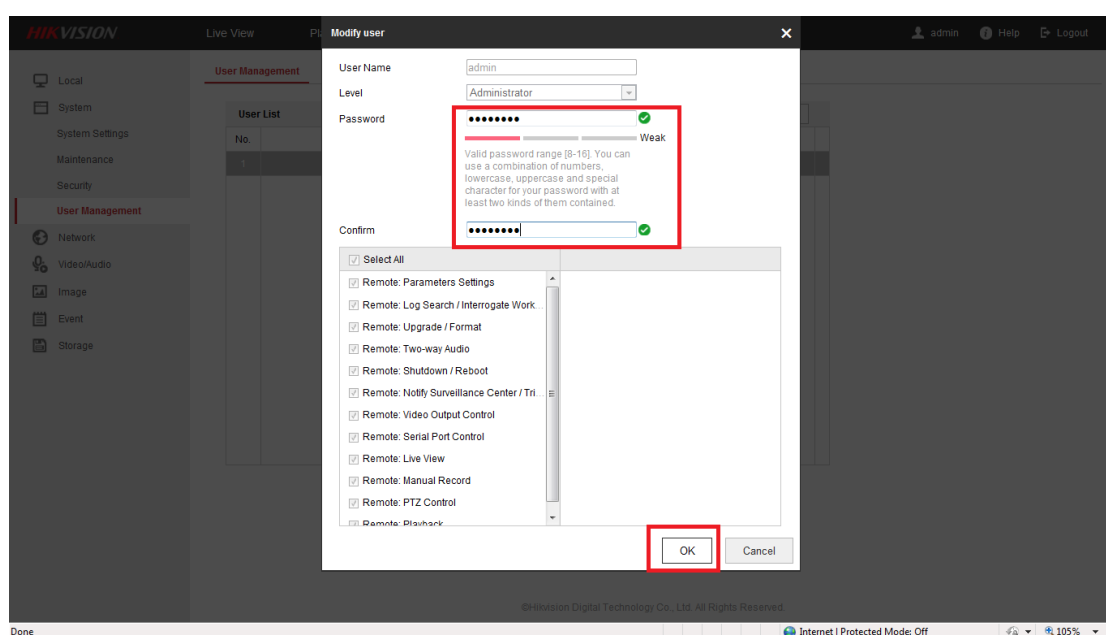 HIKVISION
Live View
Pl
Modify user
admin
Help
Logout
Local
System
System Settings
Maintenance
Security
User Management
Network
Video/Audio
Image
Event
Storage
User Management
User List
No.
1
User Name
admin
Level
Administrator
Password
••••••••
Weak
Valid password range [8-16]. You can
use a combination of numbers,
lowercase, uppercase and special
character for your password with at
least two kinds of them contained.
Confirm
••••••••
Select All
Remote: Parameters Settings
Remote: Log Search / Interrogate Work...
Remote: Upgrade / Format
Remote: Two-way Audio
Remote: Shutdown / Reboot
Remote: Notify Surveillance Center / Tri...
Remote: Video Output Control
Remote: Serial Port Control
Remote: Live View
Remote: Manual Record
Remote: PTZ Control
Remote: Playback
OK
Cancel
©Hikvision Digital Technology Co., Ltd. All Rights Reserved.
Done
Internet | Protected Mode: Off
105%